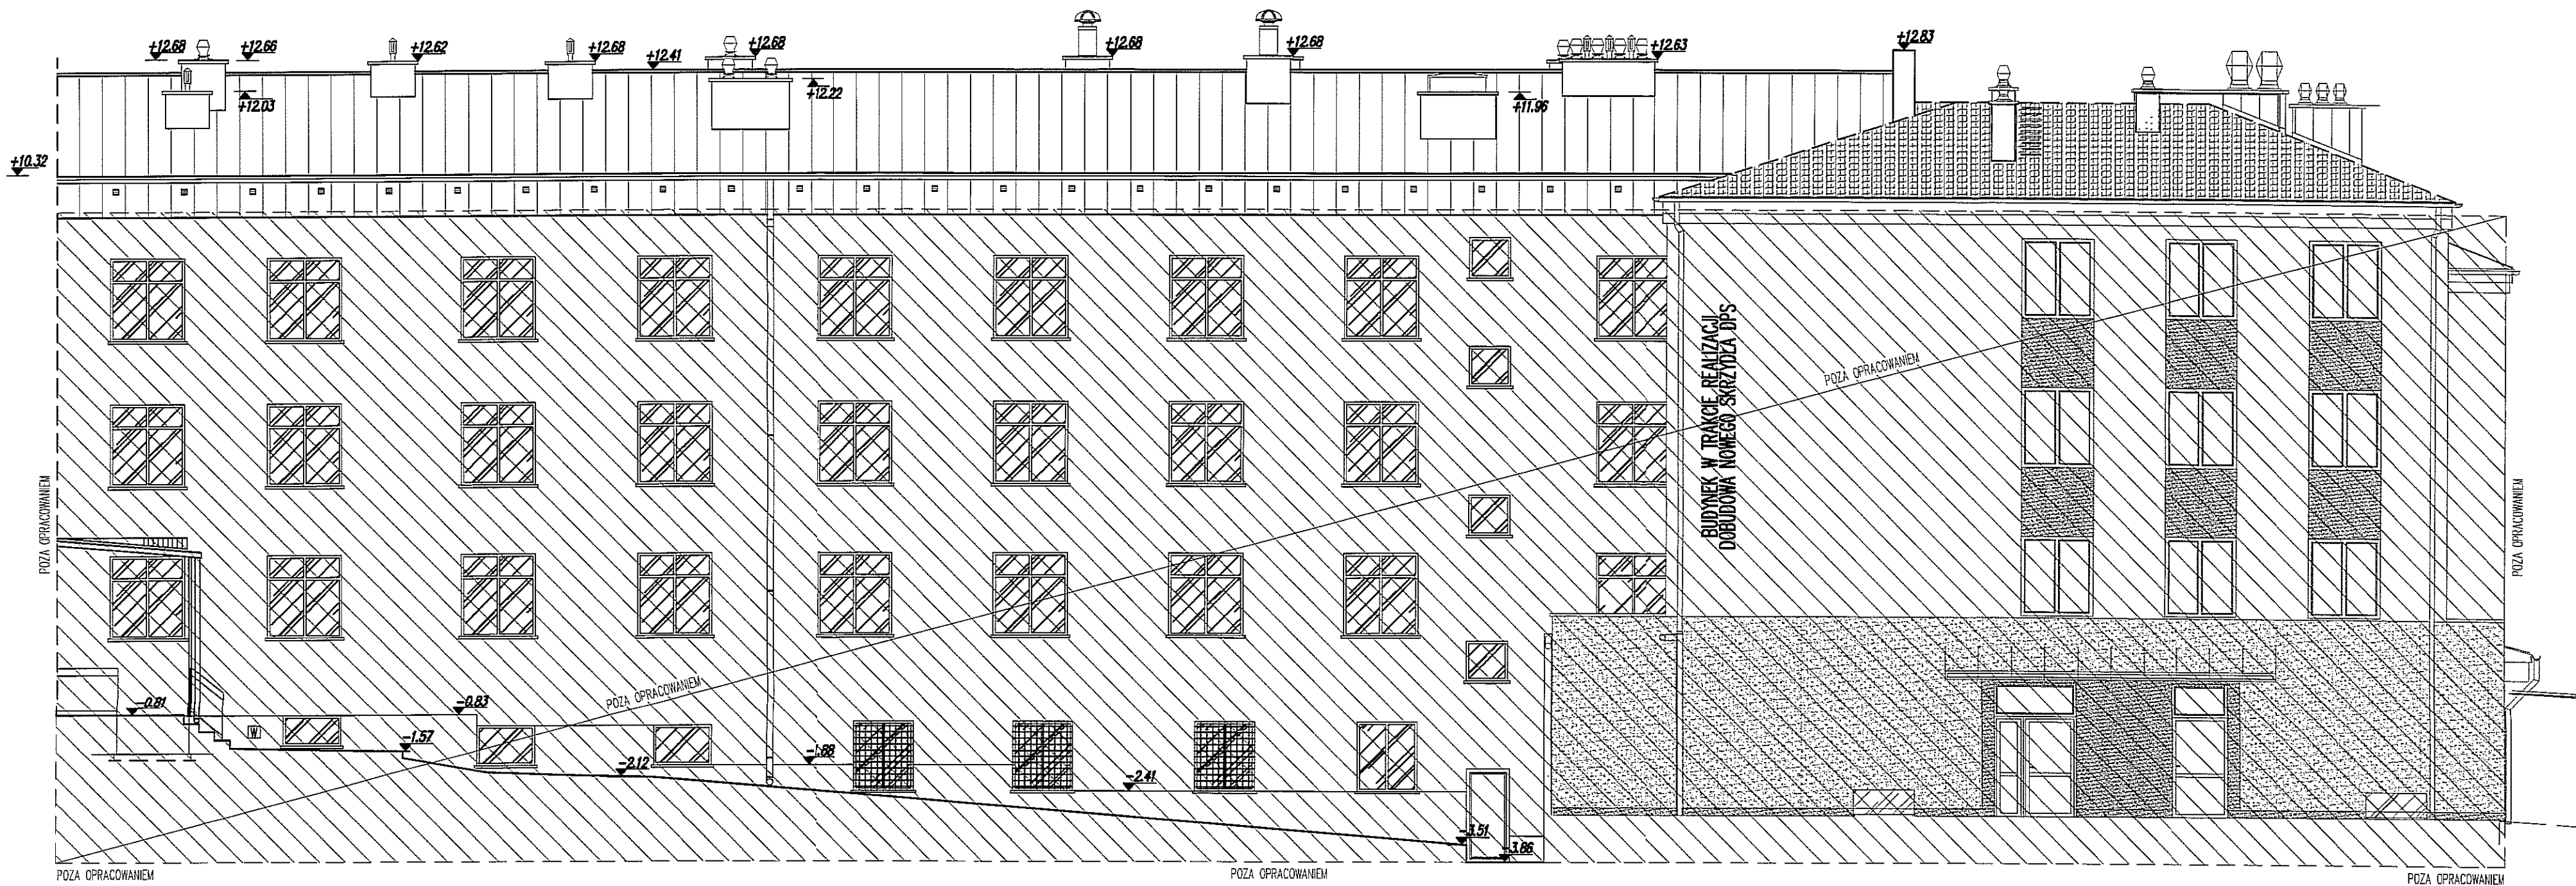 +12.68
+12.66
+12.62
+12.68
+12.41
+12.68
+12.68
+12.68
+12.63
+12.83
+12.03
+12.22
+11.96
+10.32
BUDYNEK W TRAKCIE REALIZACJI
DOBUDOWA NOWEGO SKRZYDŁA DPS
POZA OPRACOWANIEM
POZA OPRACOWANIEM
POZA OPRACOWANIEM
POZA OPRACOWANIEM
-0.81
-0.83
W
-1.57
-2.12
-1.68
-2.41
-3.51
-3.86
POZA OPRACOWANIEM
POZA OPRACOWANIEM
POZA OPRACOWANIEM